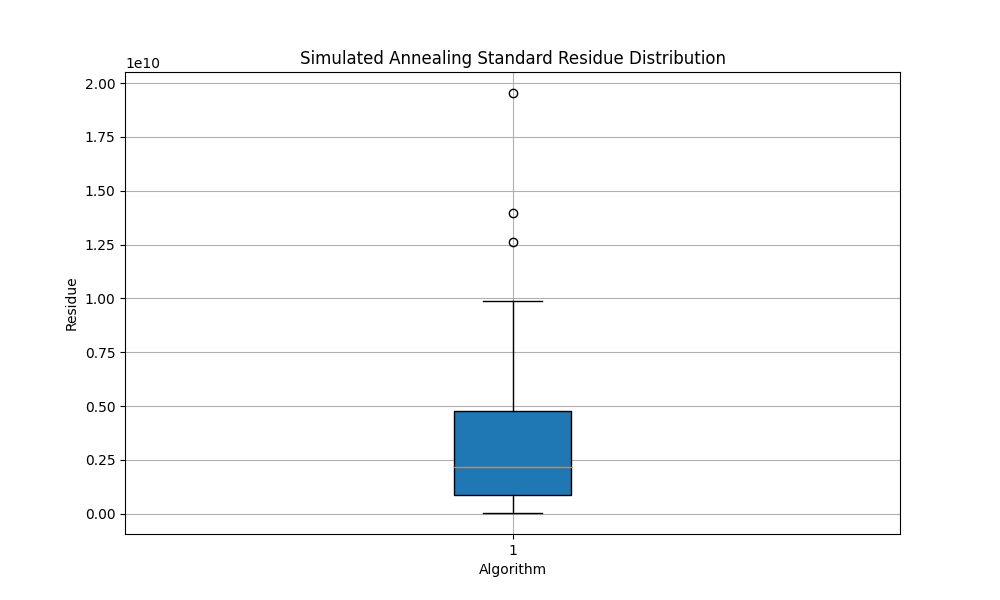 Simulated Annealing Standard Residue Distribution
1e10
2.00
1.75
1.50
1.25
1.00
0.75
0.50
0.25
0.00
Residue
1
Algorithm